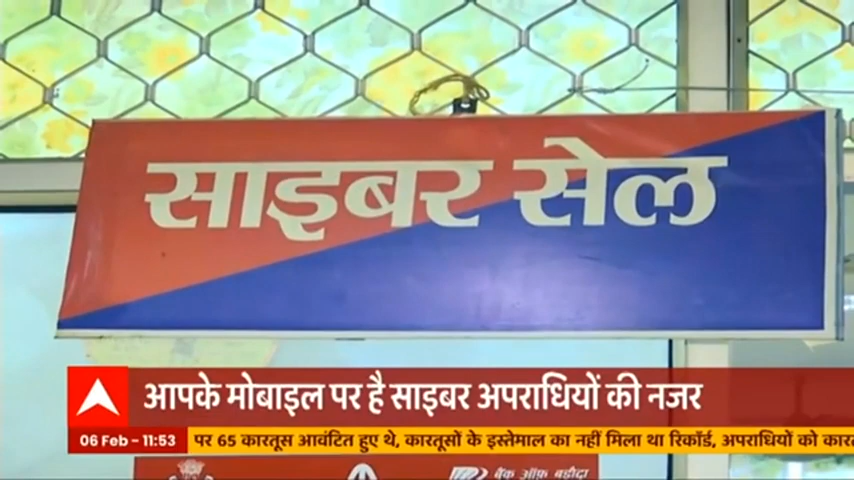 साइबर सेल
आपके मोबाइल पर है साइबर अपराधियों की नजर
06 Feb - 11:53
पर 65 कारतूस आवंटित हुए थे, कारतूसों के इस्तेमाल का नहीं मिला था रिकॉर्ड, अपराधियों को कारत
बैंक ऑफ़ बड़ौदा